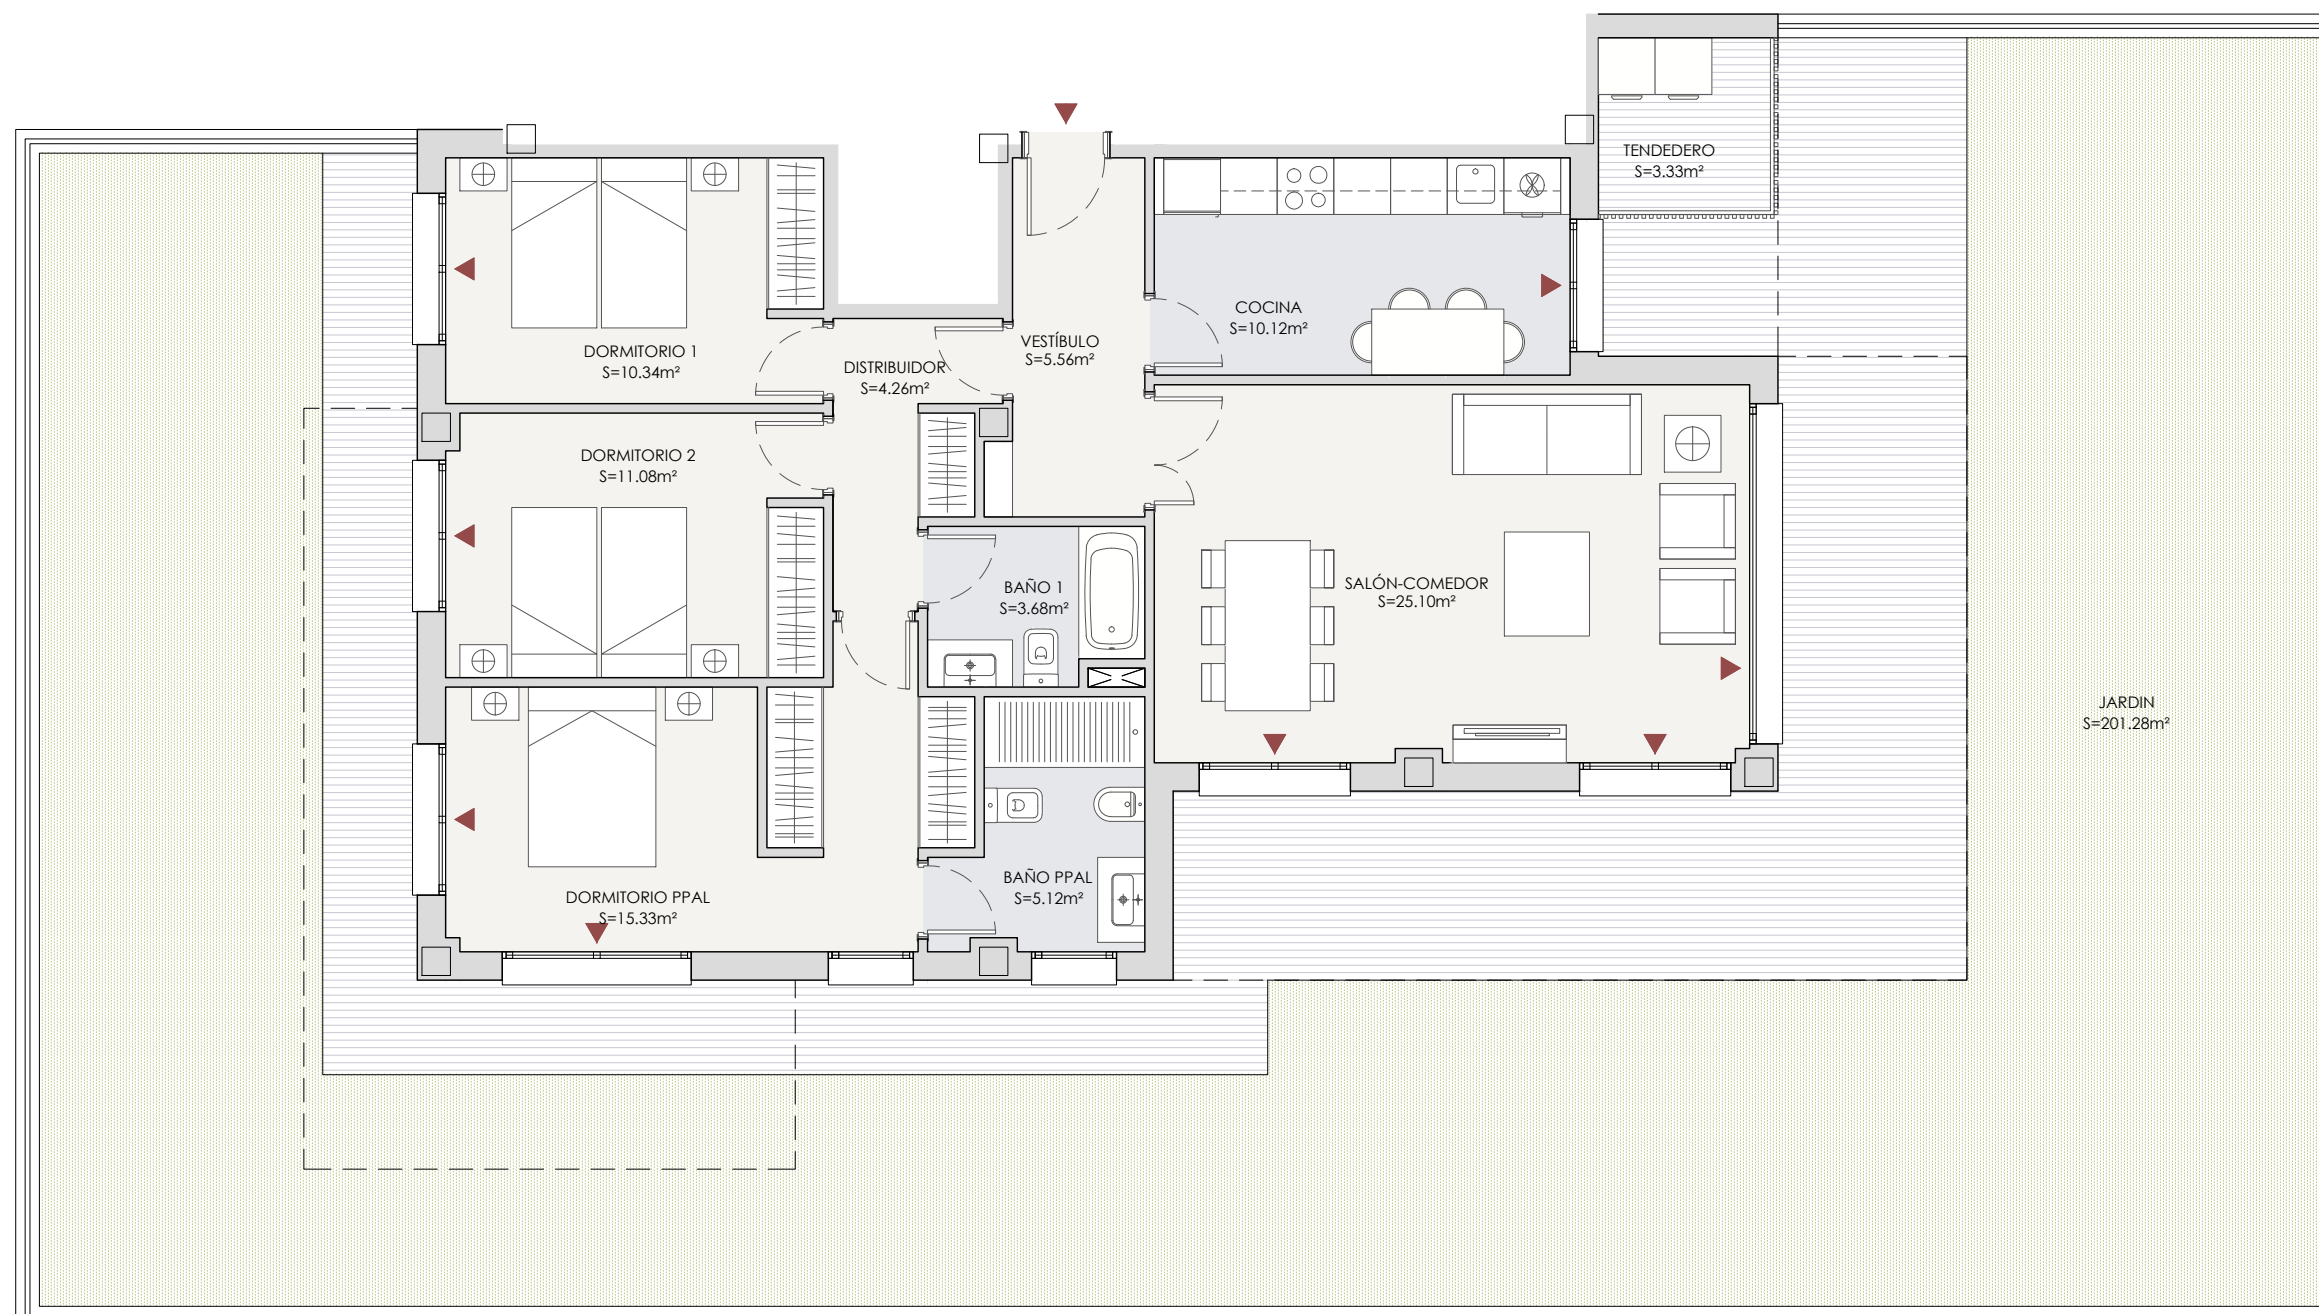 TENDEDERO
S=3.33m²
COCINA
S=10.12m²
VESTÍBULO
S=5.56m²
DORMITORIO 1
S=10.34m²
DISTRIBUIDOR
S=4.26m²
DORMITORIO 2
S=11.08m²
BAÑO 1
S=3.68m²
SALÓN-COMEDOR
S=25.10m²
JARDIN
S=201.28m²
DORMITORIO PPAL
S=15.33m²
BAÑO PPAL
S=5.12m²